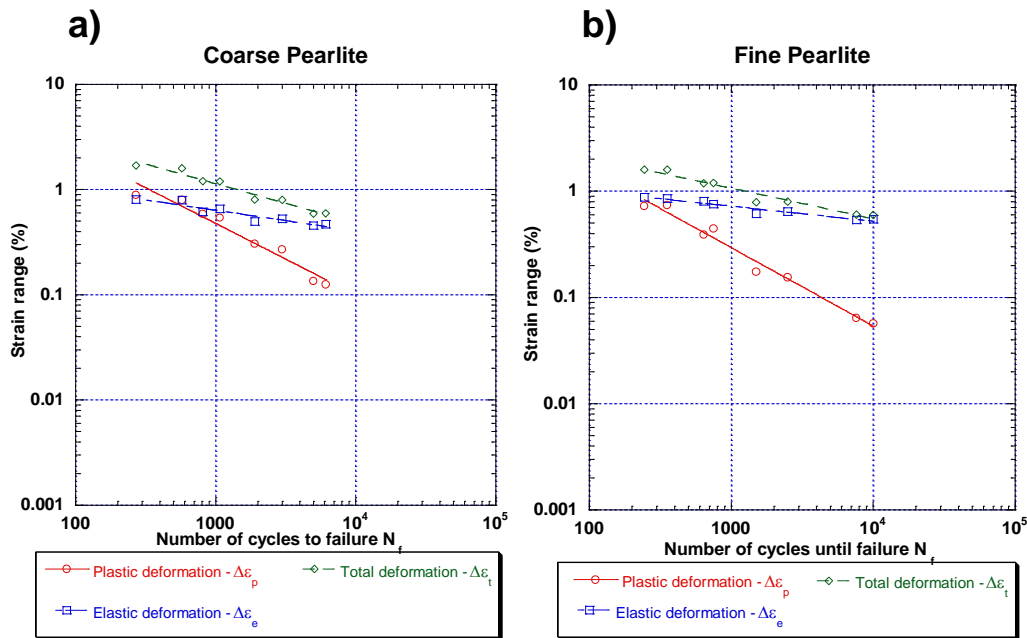 a)
Coarse Pearlite
10
1
0.1
0.01
0.001
Strain range (%)
100
1000
10⁴
10⁵
Number of cycles to failure N_f
Plastic deformation - Δε_p
Total deformation - Δε_t
Elastic deformation - Δε_e
b)
Fine Pearlite
10
1
0.1
0.01
0.001
Strain range (%)
100
1000
10⁴
10⁵
Number of cycles until failure N_f
Plastic deformation - Δε_p
Total deformation - Δε_t
Elastic deformation - Δε_e